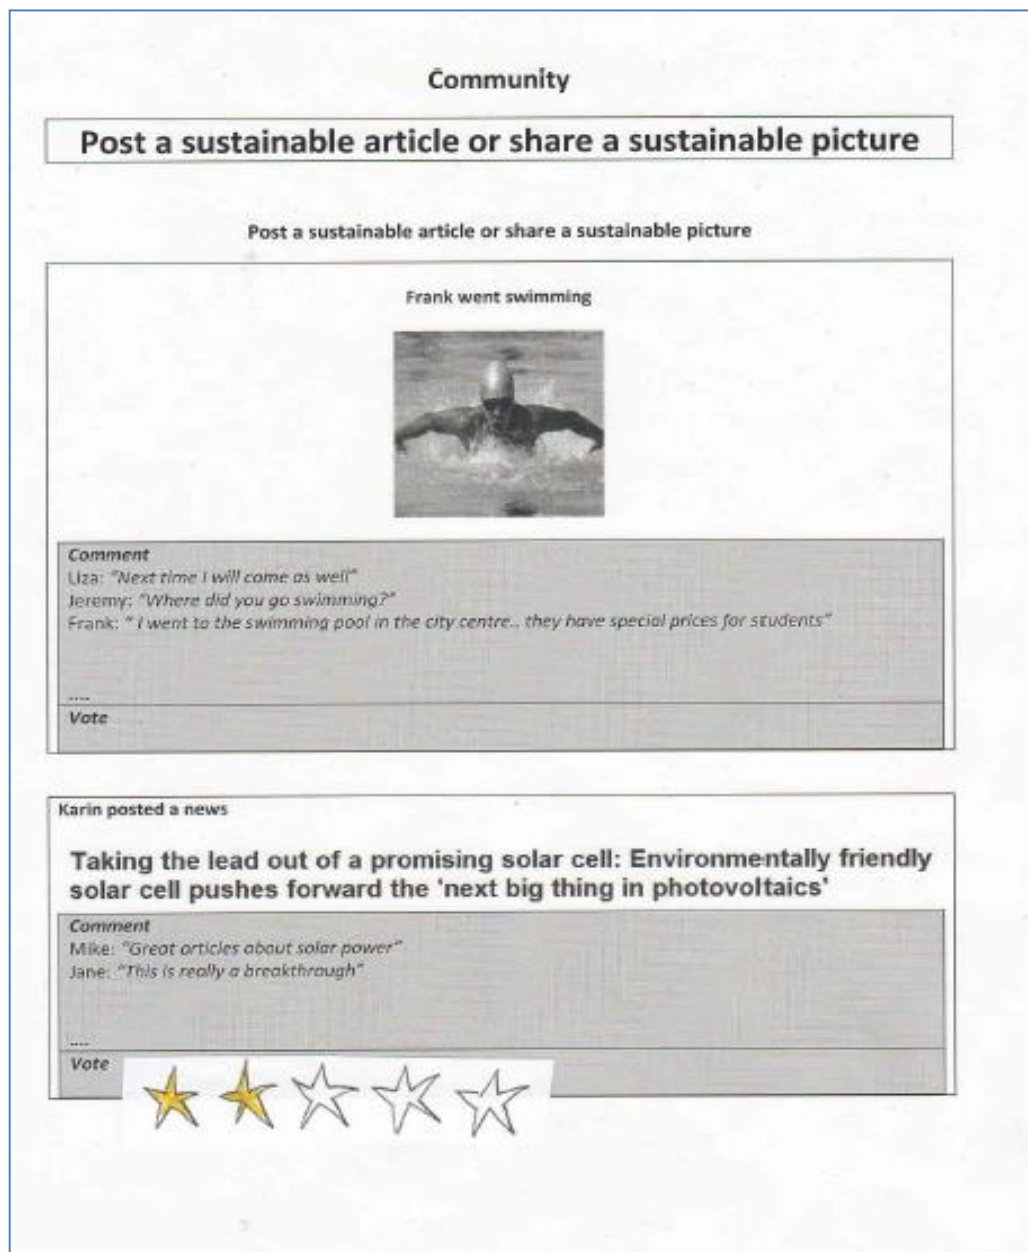 Community
Post a sustainable article or share a sustainable picture
Post a sustainable article or share a sustainable picture
Frank went swimming
Comment
Liza: "Next time I will come as well"
Jeremy: "Where did you go swimming?"
Frank: " I went to the swimming pool in the city centre.. they have special prices for students"
....
Vote
Karin posted a news
Taking the lead out of a promising solar cell: Environmentally friendly
solar cell pushes forward the 'next big thing in photovoltaics'
Comment
Mike: "Great articles about solar power"
Jane: "This is really a breakthrough"
....
Vote